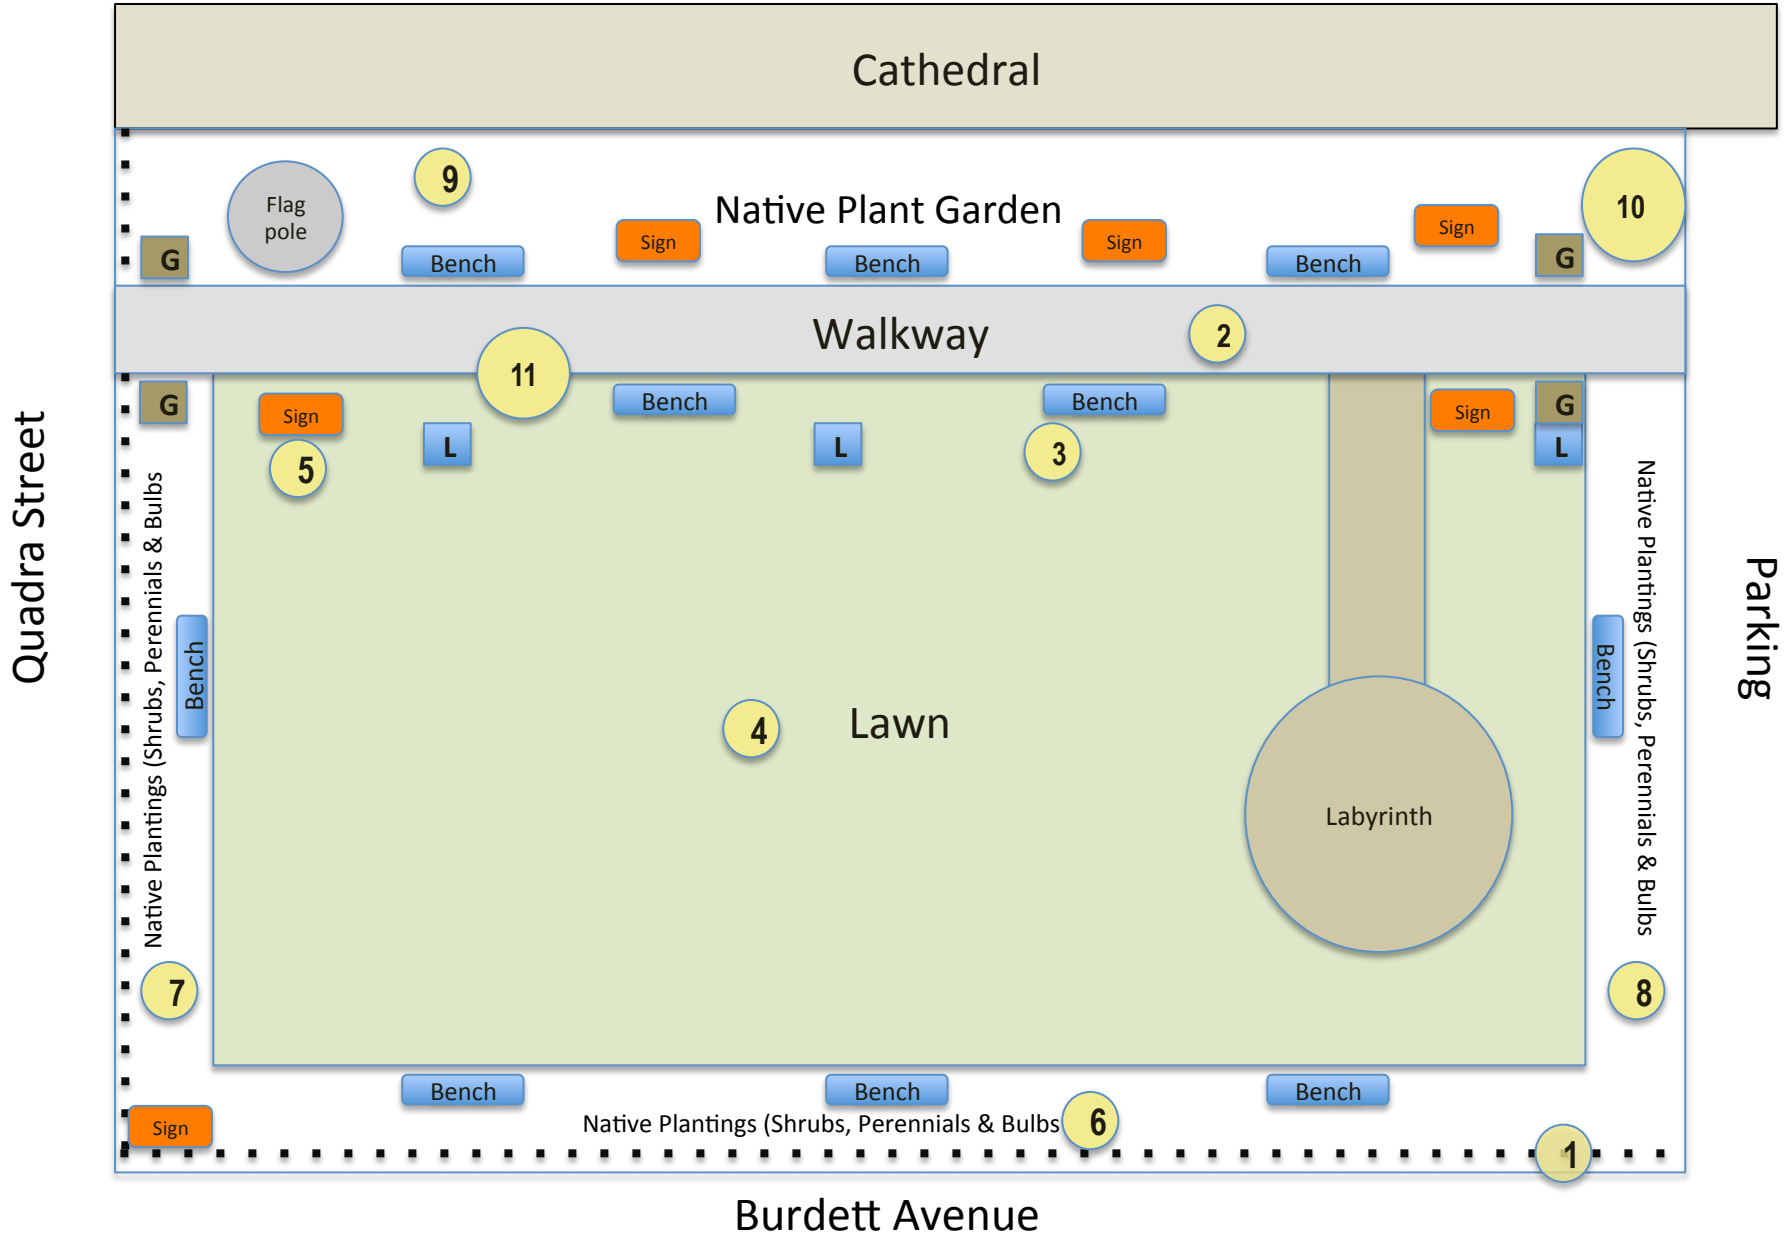 Cathedral
9
10
Flag
pole
Native Plant Garden
Sign
Sign
Sign
G
Bench
Bench
Bench
G
Walkway
2
11
G
Sign
Bench
Bench
Sign
G
L
L
3
L
5
Quadra Street
Native Plantings (Shrubs, Perennials & Bulbs
Bench
4
Lawn
Labyrinth
Bench
Native Plantings (Shrubs, Perennials & Bulbs
Parking
7
8
Bench
Bench
Bench
Sign
Native Plantings (Shrubs, Perennials & Bulbs
6
1
Burdett Avenue